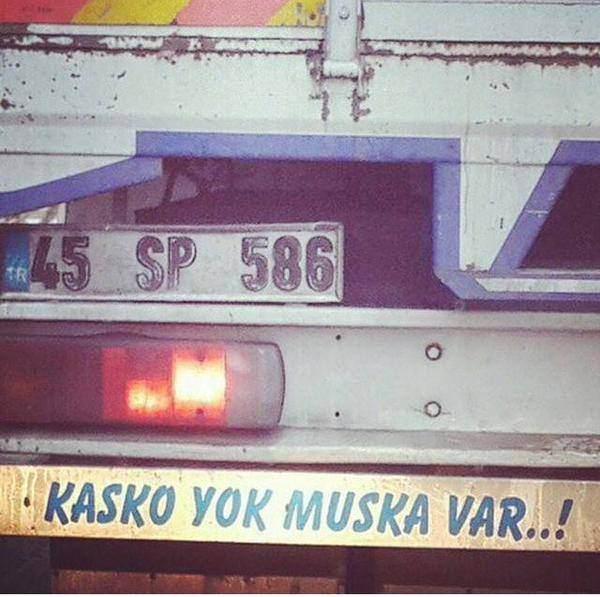 TR
45 SP 586
KASKO YOK MUSKA VAR..!